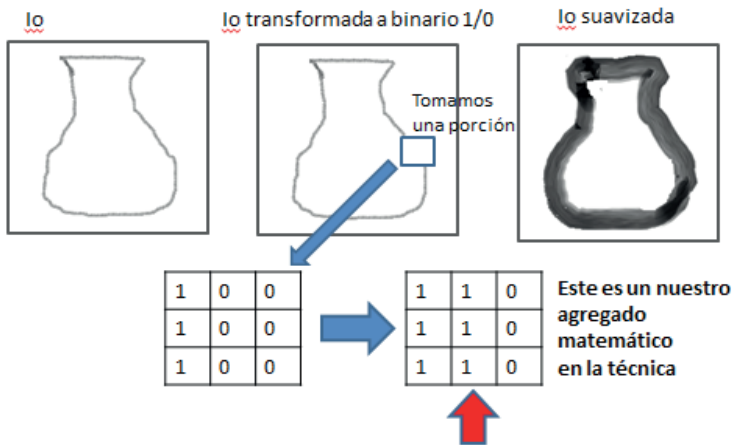 Io
Io transformada a binario 1/0
Io suavizada
Tomamos
una porción
1 0 0
1 0 0
1 0 0
1 1 0
1 1 0
1 1 0
Este es un nuestro
agregado
matemático
en la técnica